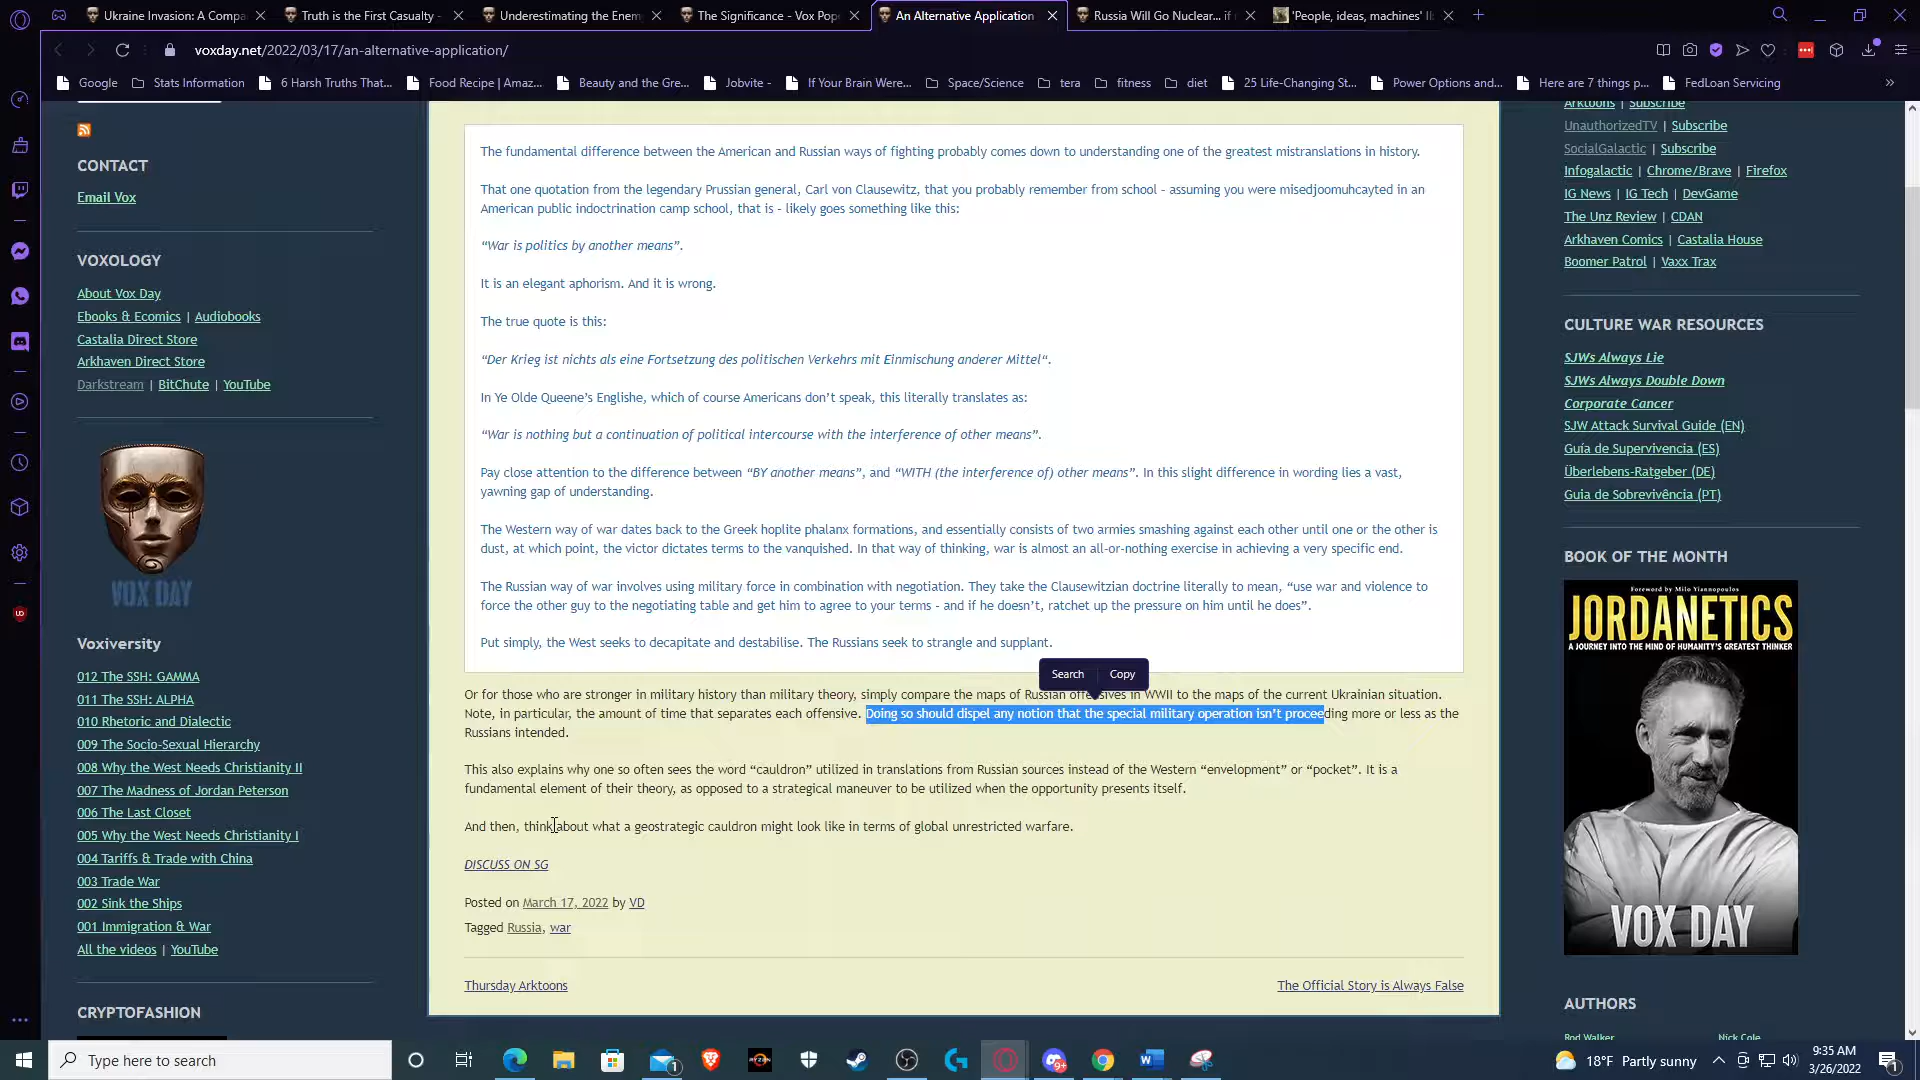 Ukraine Invasion: A Compa
Truth is the First Casualty -
Underestimating the Enem
The Significance - Vox Pop
An Alternative Application
Russia Will Go Nuclear... if
'People, ideas, machines' II
voxday.net/2022/03/17/an-alternative-application/
Google
Stats Information
6 Harsh Truths That...
Food Recipe | Amaz...
Beauty and the Gre...
Jobvite -
If Your Brain Were...
Space/Science
tera
fitness
diet
25 Life-Changing St...
Power Options and...
Here are 7 things p...
FedLoan Servicing
CONTACT
Email Vox
VOXOLOGY
About Vox Day
Ebooks & Ecomics | Audiobooks
Castalia Direct Store
Arkhaven Direct Store
Darkstream | BitChute | YouTube
VOX DAY
Voxiversity
012 The SSH: GAMMA
011 The SSH: ALPHA
010 Rhetoric and Dialectic
009 The Socio-Sexual Hierarchy
008 Why the West Needs Christianity II
007 The Madness of Jordan Peterson
006 The Last Closet
005 Why the West Needs Christianity I
004 Tariffs & Trade with China
003 Trade War
002 Sink the Ships
001 Immigration & War
All the videos | YouTube
CRYPTOFASHION
The fundamental difference between the American and Russian ways of fighting probably comes down to understanding one of the greatest mistranslations in history.
That one quotation from the legendary Prussian general, Carl von Clausewitz, that you probably remember from school – assuming you were misedjoomuhcayted in an
American public indoctrination camp school, that is – likely goes something like this:
“War is politics by another means”.
It is an elegant aphorism. And it is wrong.
The true quote is this:
“Der Krieg ist nichts als eine Fortsetzung des politischen Verkehrs mit Einmischung anderer Mittel“.
In Ye Olde Queene’s Englishe, which of course Americans don’t speak, this literally translates as:
“War is nothing but a continuation of political intercourse with the interference of other means”.
Pay close attention to the difference between “BY another means”, and “WITH (the interference of) other means”. In this slight difference in wording lies a vast,
yawning gap of understanding.
The Western way of war dates back to the Greek hoplite phalanx formations, and essentially consists of two armies smashing against each other until one or the other is
dust, at which point, the victor dictates terms to the vanquished. In that way of thinking, war is almost an all-or-nothing exercise in achieving a very specific end.
The Russian way of war involves using military force in combination with negotiation. They take the Clausewitzian doctrine literally to mean, “use war and violence to
force the other guy to the negotiating table and get him to agree to your terms – and if he doesn’t, ratchet up the pressure on him until he does”.
Put simply, the West seeks to decapitate and destabilise. The Russians seek to strangle and supplant.
Search
Copy
Or for those who are stronger in military history than military theory, simply compare the maps of Russian offensives in WWII to the maps of the current Ukrainian situation.
Note, in particular, the amount of time that separates each offensive. Doing so should dispel any notion that the special military operation isn’t proceeding more or less as the
Russians intended.
This also explains why one so often sees the word “cauldron” utilized in translations from Russian sources instead of the Western “envelopment” or “pocket”. It is a
fundamental element of their theory, as opposed to a strategical maneuver to be utilized when the opportunity presents itself.
And then, think about what a geostrategic cauldron might look like in terms of global unrestricted warfare.
DISCUSS ON SG
Posted on March 17, 2022 by VD
Tagged Russia, war
Thursday Arktoons
The Official Story is Always False
Arktoons | Subscribe
UnauthorizedTV | Subscribe
SocialGalactic | Subscribe
Infogalactic | Chrome/Brave | Firefox
IG News | IG Tech | DevGame
The Unz Review | CDAN
Arkhaven Comics | Castalia House
Boomer Patrol | Vaxx Trax
CULTURE WAR RESOURCES
SJWs Always Lie
SJWs Always Double Down
Corporate Cancer
SJW Attack Survival Guide (EN)
Guía de Supervivencia (ES)
Überlebens-Ratgeber (DE)
Guia de Sobrevivência (PT)
BOOK OF THE MONTH
Foreword by Milo Yiannopoulos
JORDANETICS
A JOURNEY INTO THE MIND OF HUMANITY'S GREATEST THINKER
VOX DAY
AUTHORS
Rod Walker
Nick Cole
Type here to search
18°F Partly sunny
9:35 AM
3/26/2022